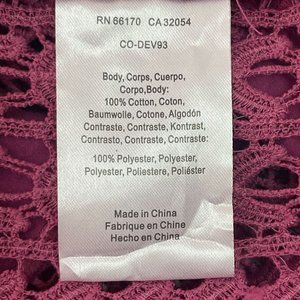 RN 66170 CA 32054
CO-DEV93
Body, Corps, Cuerpo,
Corpo,Body:
100% Cotton, Coton,
Baumwolle, Cotone, Algodón
Contraste, Contraste, Kontrast,
Contrasto, Contraste, Contraste:
100% Polyester, Polyester,
Polyester, Poliestere, Poliéster
Made in China
Fabrique en Chine
Hecho en China